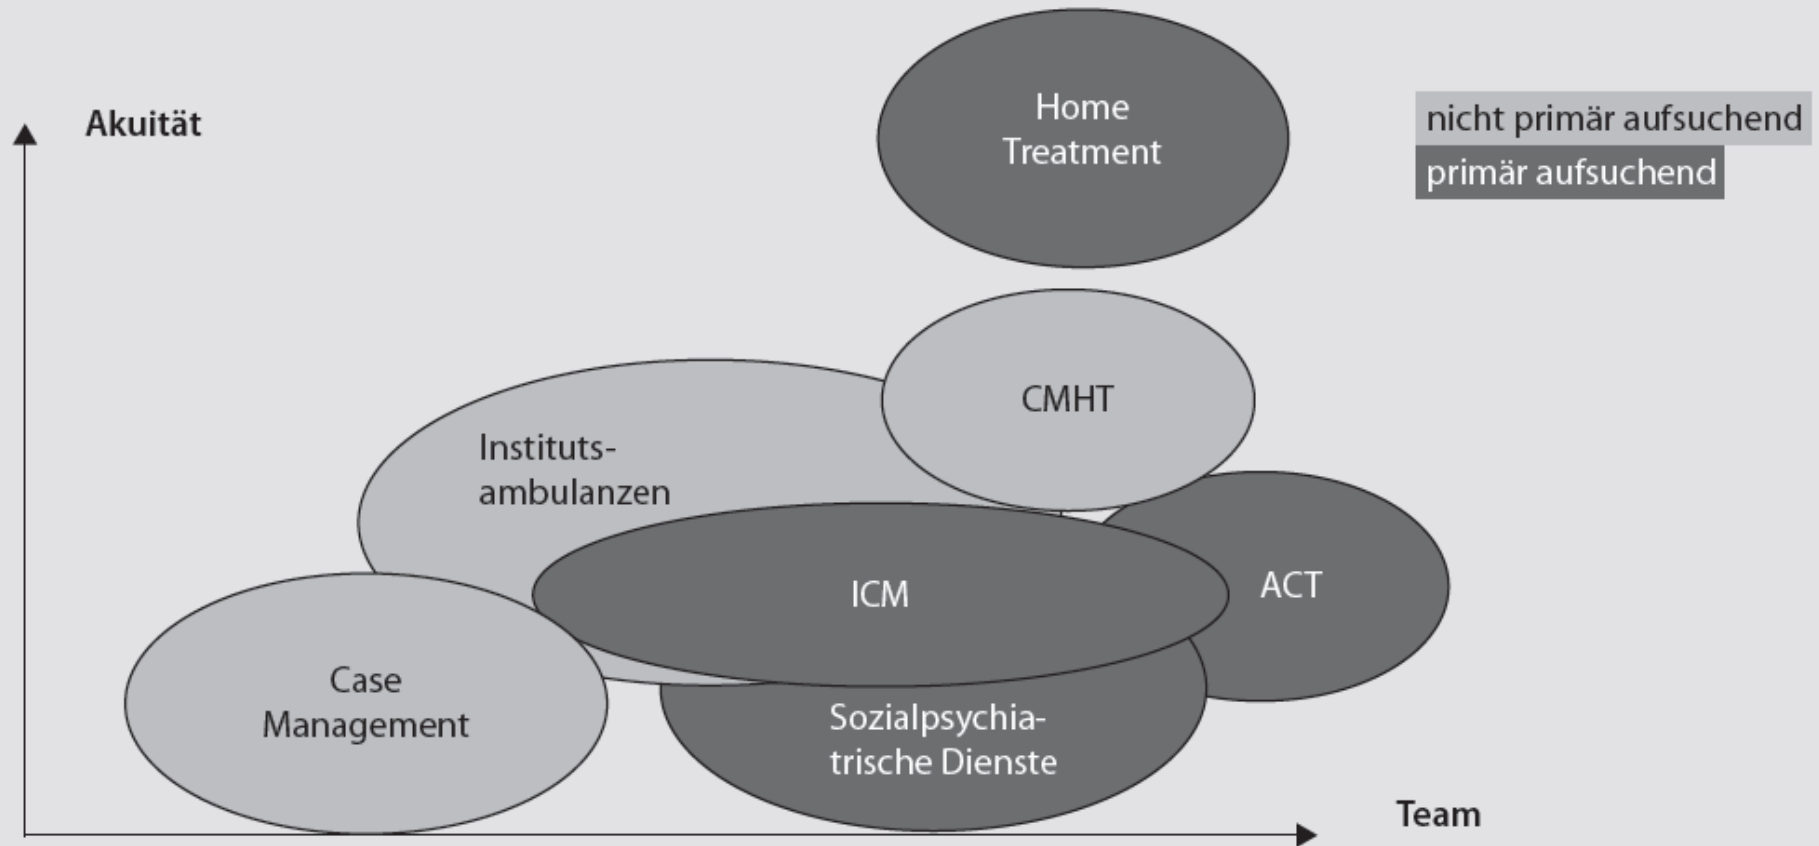 Akuität
Home
Treatment
nicht primär aufsuchend
primär aufsuchend
CMHT
Instituts-
ambulanzen
ICM
ACT
Case
Management
Sozialpsychia-
trische Dienste
Team